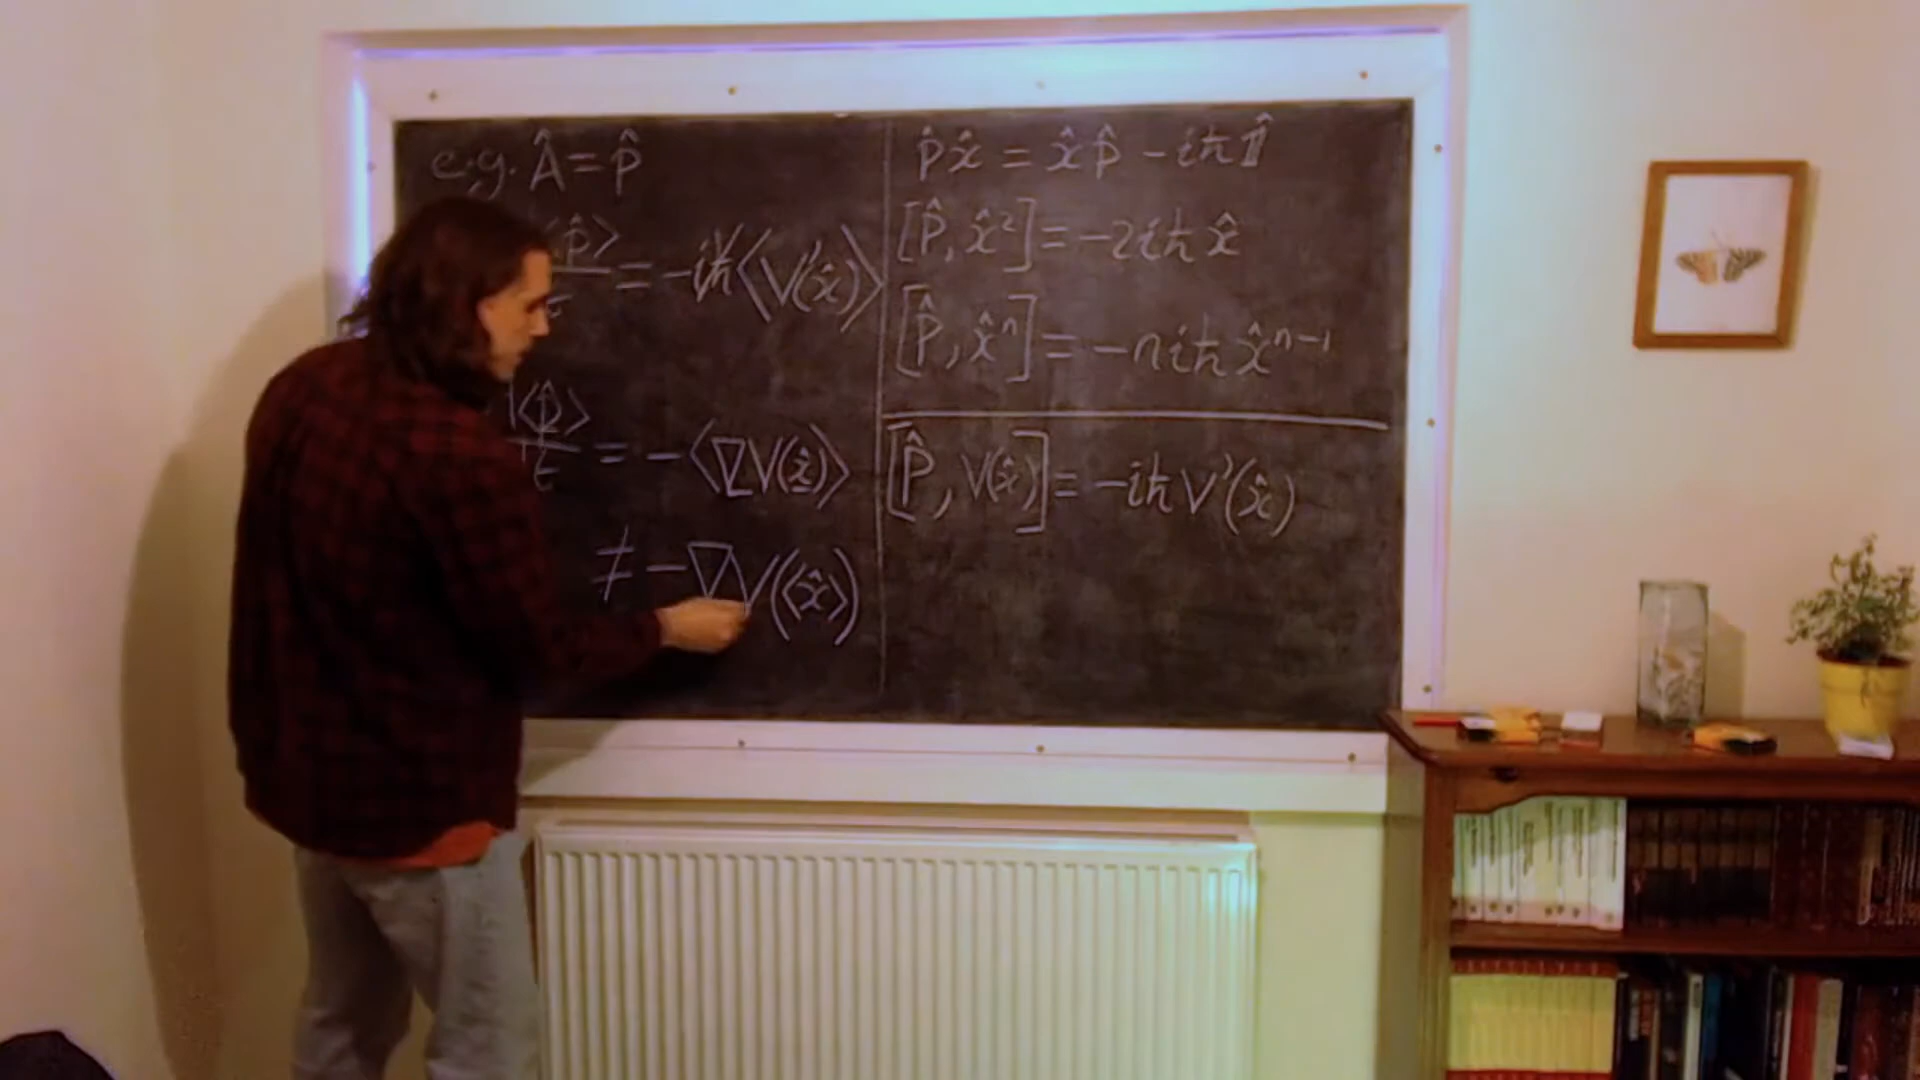 e.g. Â = p̂
⟨p̂⟩ = -iℏ⟨V'(x̂)⟩
t
⟨p̂⟩ = -⟨∇V(x̂)⟩
t
≠ -∇V(⟨x̂⟩)
p̂x̂ = x̂p̂ - iℏ𝟙̂
[p̂, x̂²] = -2iℏx̂
[p̂, x̂ⁿ] = -niℏx̂ⁿ⁻¹
[p̂, V(x̂)] = -iℏV'(x̂)